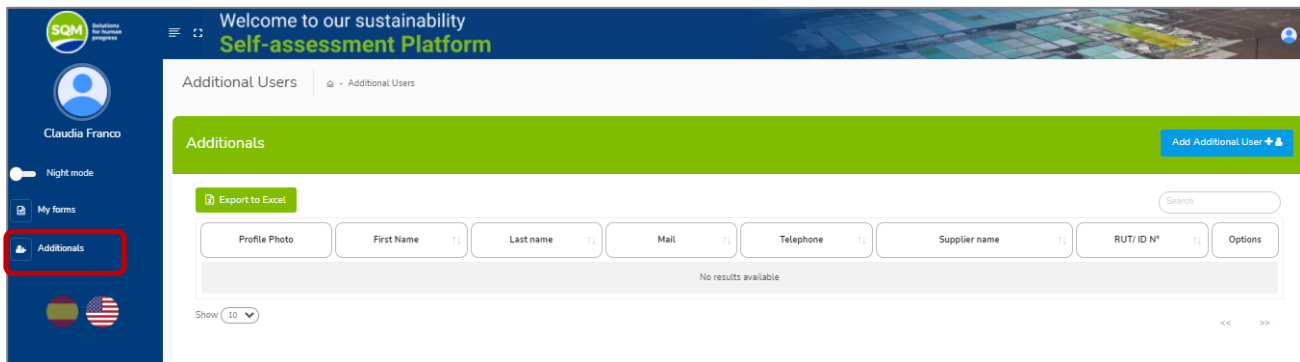 SQM Solutions for human progress
Welcome to our sustainability
Self-assessment Platform
Claudia Franco
Night mode
My forms
Additionals
Additional Users
- Additional Users
Additionals
Add Additional User
Export to Excel
Search
Profile Photo First Name Last name Mail Telephone Supplier name RUT/ ID N° Options
No results available
Show 10
<< >>